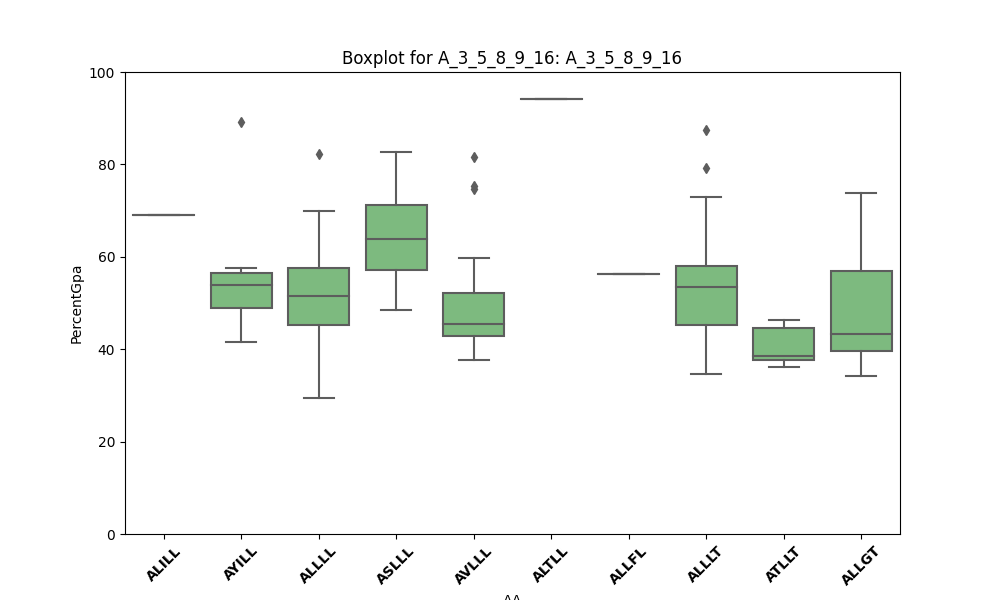 Boxplot for A_3_5_8_9_16: A_3_5_8_9_16
100
80
60
40
20
0
PercentGpa
ALILL
AYILL
ALLLL
ASLLL
AVLLL
ALTLL
ALLFL
ALLLT
ATLLT
ALLGT
AA